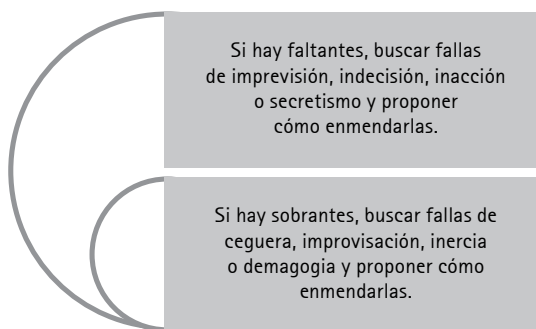 Si hay faltantes, buscar fallas
de imprevisión, indecisión, inacción
o secretismo y proponer
cómo enmendarlas.
Si hay sobrantes, buscar fallas de
ceguera, improvisación, inercia
o demagogia y proponer cómo
enmendarlas.